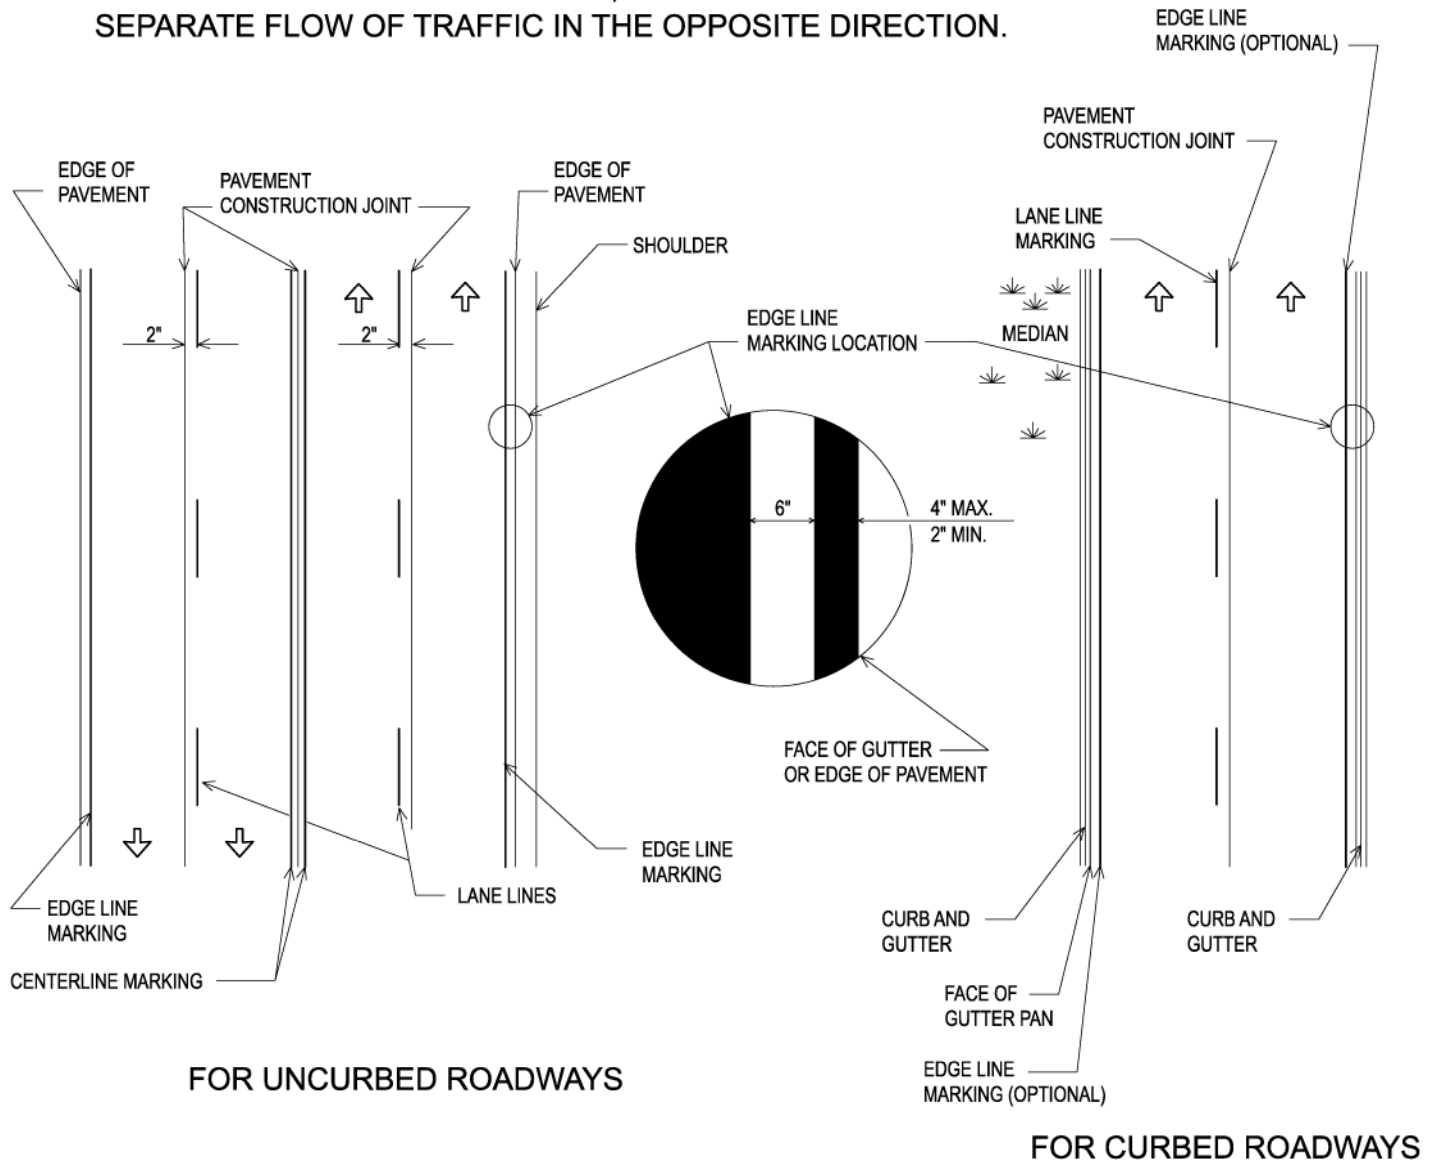 SEPARATE FLOW OF TRAFFIC IN THE OPPOSITE DIRECTION.
EDGE LINE
MARKING (OPTIONAL)
PAVEMENT
CONSTRUCTION JOINT
EDGE OF
PAVEMENT
PAVEMENT
CONSTRUCTION JOINT
EDGE OF
PAVEMENT
LANE LINE
MARKING
SHOULDER
EDGE LINE
MARKING LOCATION
MEDIAN
2"
2"
6"
4" MAX.
2" MIN.
FACE OF GUTTER
OR EDGE OF PAVEMENT
EDGE LINE
MARKING
LANE LINES
EDGE LINE
MARKING
CENTERLINE MARKING
CURB AND
GUTTER
CURB AND
GUTTER
FACE OF
GUTTER PAN
EDGE LINE
MARKING (OPTIONAL)
FOR UNCURBED ROADWAYS
FOR CURBED ROADWAYS